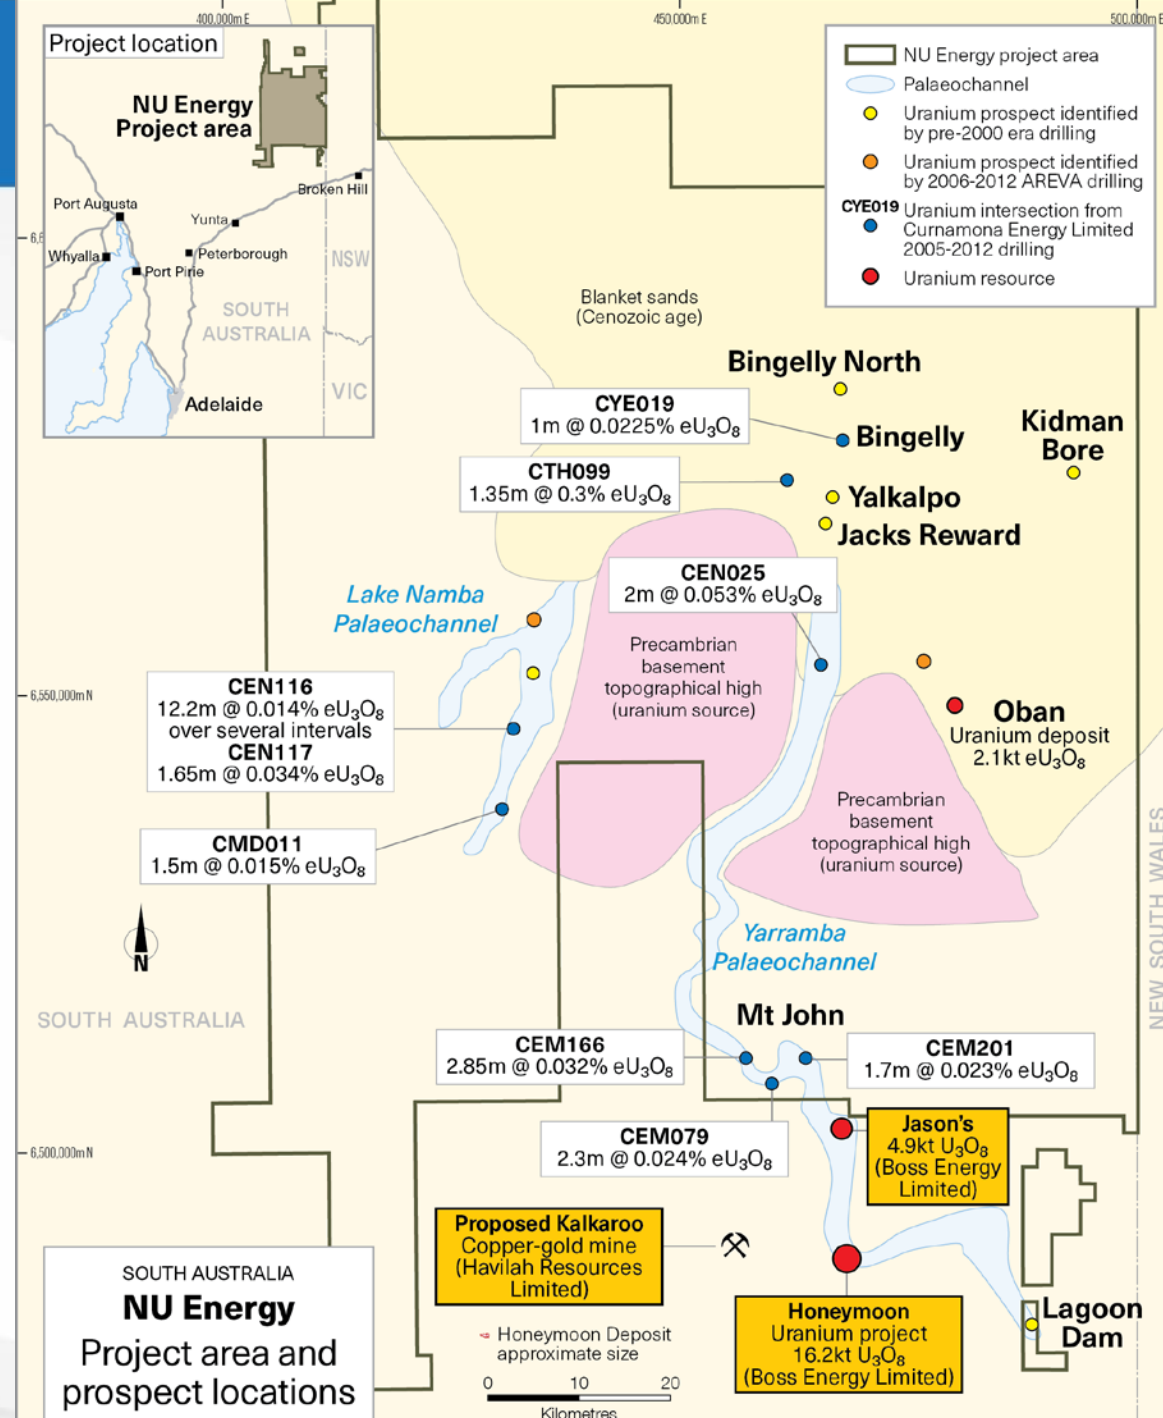 400,000m E
450,000m E
500,000m E
Project location
NU Energy
Project area
Broken Hill
Port Augusta
Yunta
Whyalla
Peterborough
Port Pirie
NSW
SOUTH
AUSTRALIA
VIC
Adelaide
NU Energy project area
Palaeochannel
Uranium prospect identified
by pre-2000 era drilling
Uranium prospect identified
by 2006-2012 AREVA drilling
CYE019 Uranium intersection from
Curnamona Energy Limited
2005-2012 drilling
Uranium resource
Blanket sands
(Cenozoic age)
Bingelly North
CYE019
1m @ 0.0225% eU₃O₈
Bingelly
Kidman
Bore
CTH099
1.35m @ 0.3% eU₃O₈
Yalkalpo
Jacks Reward
CEN025
2m @ 0.053% eU₃O₈
Lake Namba
Palaeochannel
Precambrian
basement
topographical high
(uranium source)
6,550,000m N
CEN116
12.2m @ 0.014% eU₃O₈
over several intervals
CEN117
1.65m @ 0.034% eU₃O₈
Oban
Uranium deposit
2.1kt eU₃O₈
Precambrian
basement
topographical high
(uranium source)
CMD011
1.5m @ 0.015% eU₃O₈
NEW SOUTH WALES
N
Yarramba
Palaeochannel
SOUTH AUSTRALIA
Mt John
CEM166
2.85m @ 0.032% eU₃O₈
CEM201
1.7m @ 0.023% eU₃O₈
CEM079
2.3m @ 0.024% eU₃O₈
6,500,000m N
Jason's
4.9kt U₃O₈
(Boss Energy
Limited)
Proposed Kalkaroo
Copper-gold mine
(Havilah Resources
Limited)
Honeymoon
Uranium project
16.2kt U₃O₈
(Boss Energy Limited)
Lagoon
Dam
Honeymoon Deposit
approximate size
0 10 20
Kilometres
SOUTH AUSTRALIA
NU Energy
Project area and
prospect locations